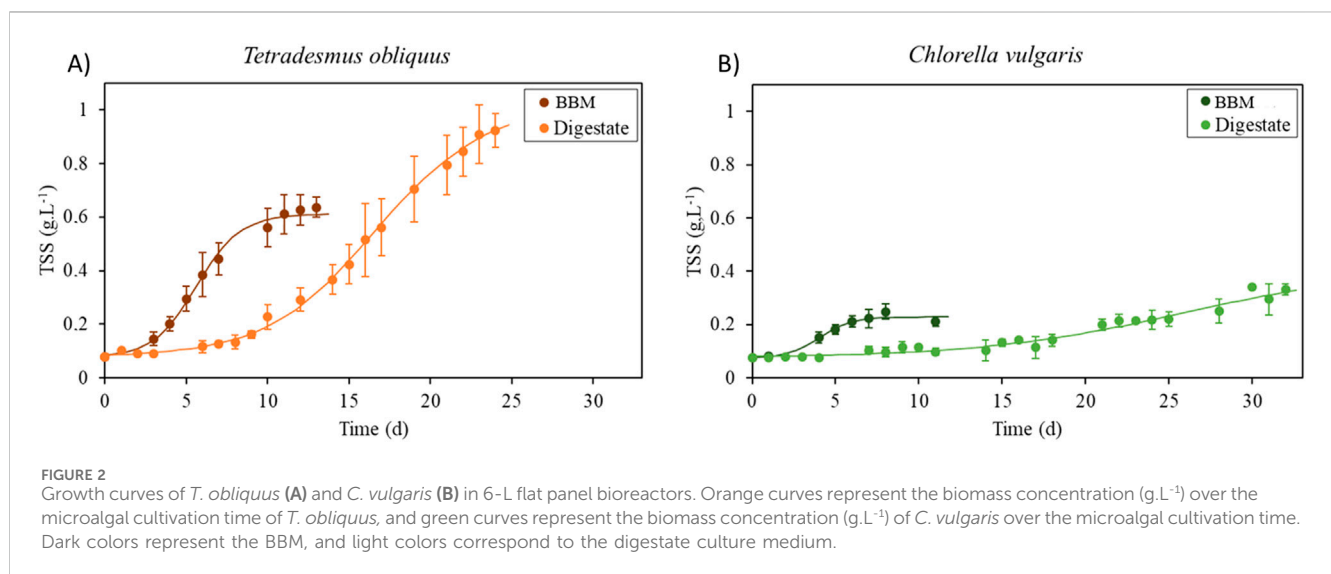 Tetradesmus obliquus
A)
BBM
Digestate
1
0.8
0.6
0.4
0.2
0
TSS (g.L-1)
0 5 10 15 20 25 30
Time (d)
Chlorella vulgaris
B)
BBM
Digestate
1
0.8
0.6
0.4
0.2
0
TSS (g.L-1)
0 5 10 15 20 25 30
Time (d)
FIGURE 2
Growth curves of T. obliquus (A) and C. vulgaris (B) in 6-L flat panel bioreactors. Orange curves represent the biomass concentration (g.L-1) over the
microalgal cultivation time of T. obliquus, and green curves represent the biomass concentration (g.L-1) of C. vulgaris over the microalgal cultivation time.
Dark colors represent the BBM, and light colors correspond to the digestate culture medium.